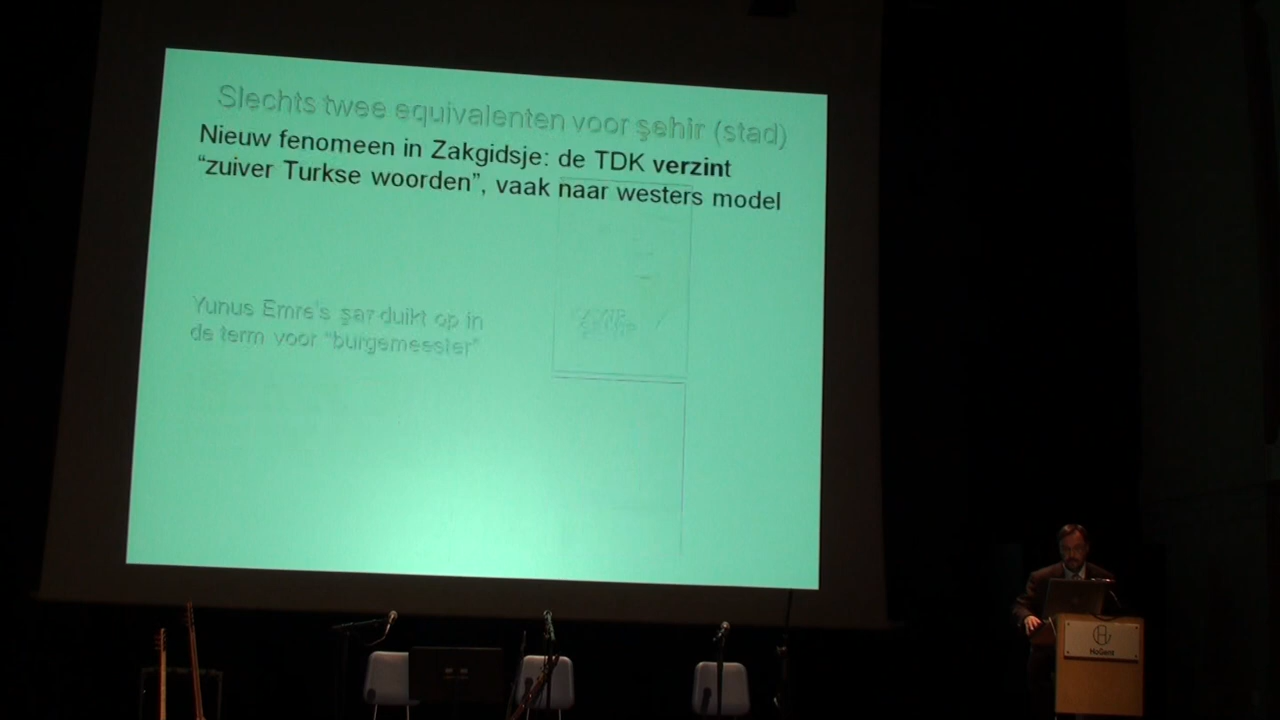 Slechts twee equivalenten voor şehir (stad)
Nieuw fenomeen in Zakgidsje: de TDK verzint
“zuiver Turkse woorden”, vaak naar westers model
Yunus Emre's şar duikt op in
de term voor “burgemeester”
HoGent